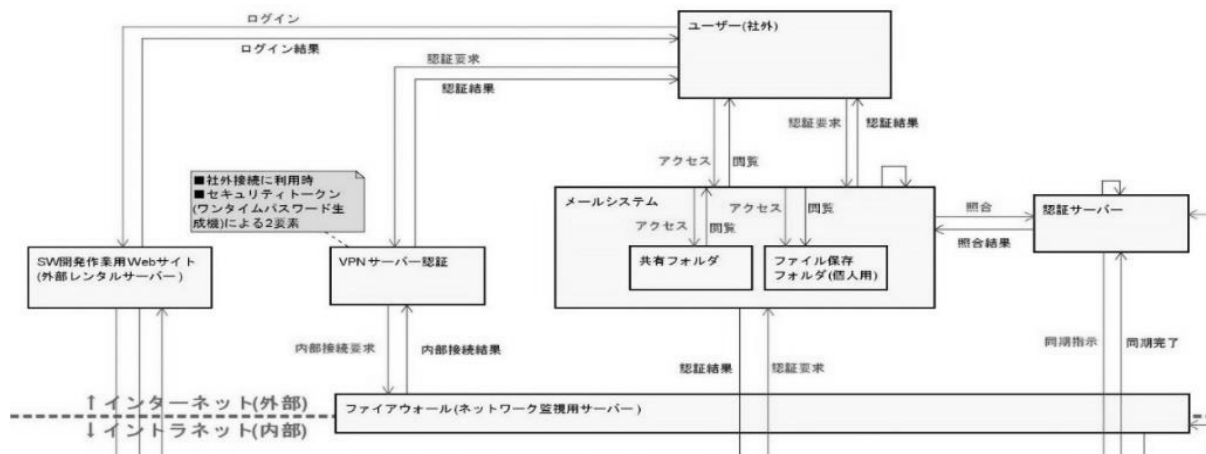 ログイン
ユーザー(社外)
ログイン結果
認証要求
認証結果
認証要求
認証結果
アクセス
閲覧
■社外接続に利用時
■セキュリティトークン
(ワンタイムパスワード生
成機)による2要素
メールシステム
アクセス
閲覧
アクセス
閲覧
照合
照合結果
認証サーバー
SW開発作業用Webサイト
(外部レンタルサーバー)
VPNサーバー認証
共有フォルダ
ファイル保存
フォルダ(個人用)
内部接続要求
内部接続結果
認証結果
認証要求
同期指示
同期完了
↑インターネット(外部)
ファイアウォール(ネットワーク監視用サーバー)
↓イントラネット(内部)